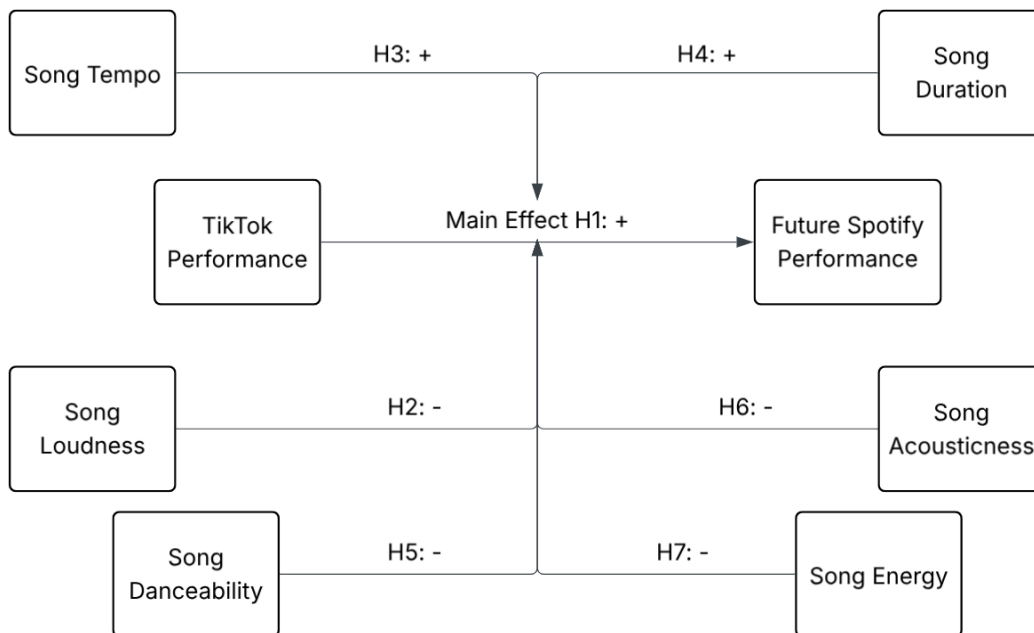 H3: +
H4: +
Song Tempo
Song
Duration
TikTok
Performance
Main Effect H1: +
Future Spotify
Performance
Song
Loudness
H2: -
H6: -
Song
Acousticness
Song
Danceability
H5: -
H7: -
Song Energy